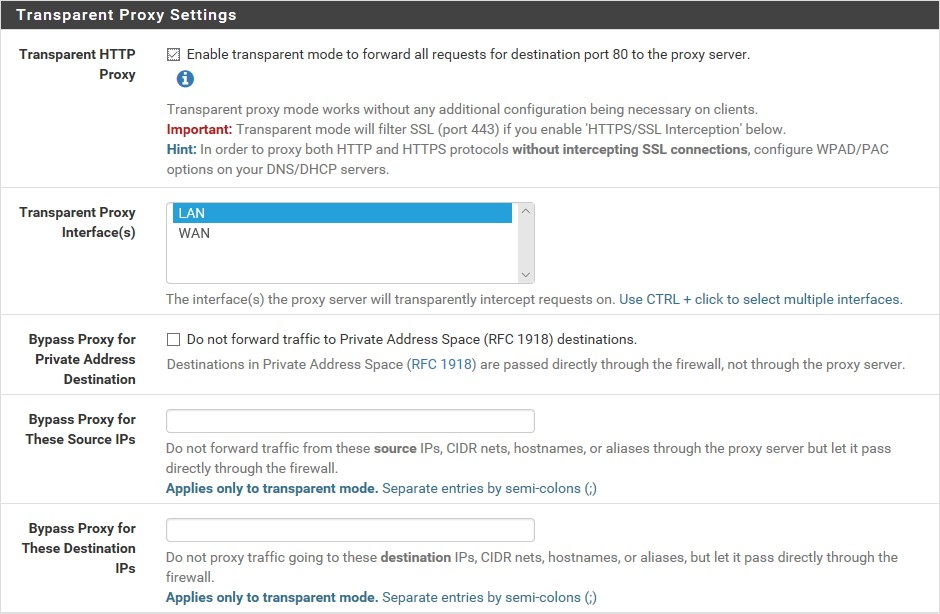 Transparent Proxy Settings
Transparent HTTP Proxy
Enable transparent mode to forward all requests for destination port 80 to the proxy server.
Transparent proxy mode works without any additional configuration being necessary on clients.
Important: Transparent mode will filter SSL (port 443) if you enable 'HTTPS/SSL Interception' below.
Hint: In order to proxy both HTTP and HTTPS protocols without intercepting SSL connections, configure WPAD/PAC
options on your DNS/DHCP servers.
Transparent Proxy
Interface(s)
LAN
WAN
The interface(s) the proxy server will transparently intercept requests on. Use CTRL + click to select multiple interfaces.
Bypass Proxy for
Private Address
Destination
Do not forward traffic to Private Address Space (RFC 1918) destinations.
Destinations in Private Address Space (RFC 1918) are passed directly through the firewall, not through the proxy server.
Bypass Proxy for
These Source IPs
Do not forward traffic from these source IPs, CIDR nets, hostnames, or aliases through the proxy server but let it pass
directly through the firewall.
Applies only to transparent mode. Separate entries by semi-colons (;)
Bypass Proxy for
These Destination
IPs
Do not proxy traffic going to these destination IPs, CIDR nets, hostnames, or aliases, but let it pass directly through the
firewall.
Applies only to transparent mode. Separate entries by semi-colons (;)